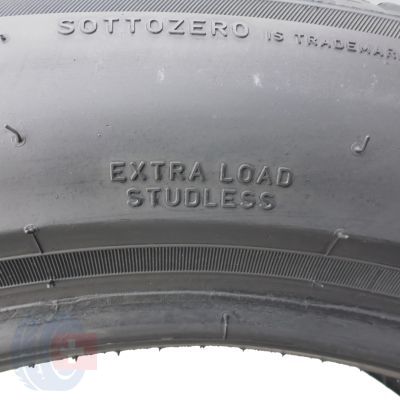 SOTTOZERO IS TRADEMARK
EXTRA LOAD
STUDLESS